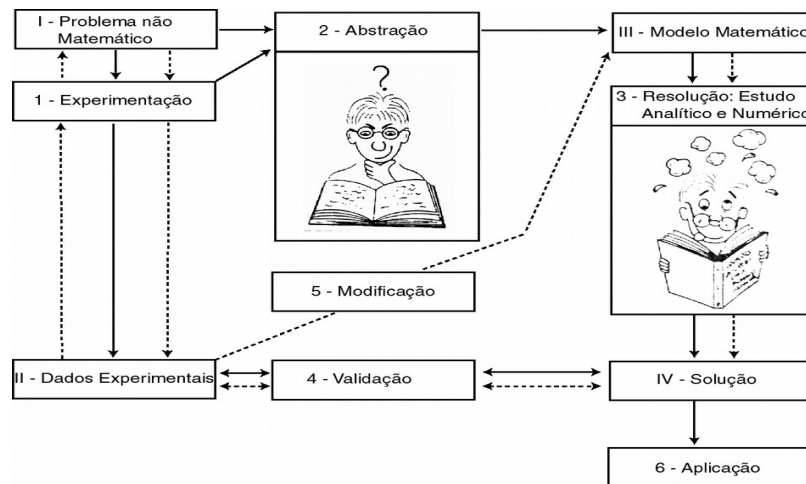 I - Problema não
Matemático
2 - Abstração
III - Modelo Matemático
1 - Experimentação
?
3 - Resolução: Estudo
Analítico e Numérico
5 - Modificação
II - Dados Experimentais
4 - Validação
IV - Solução
6 - Aplicação